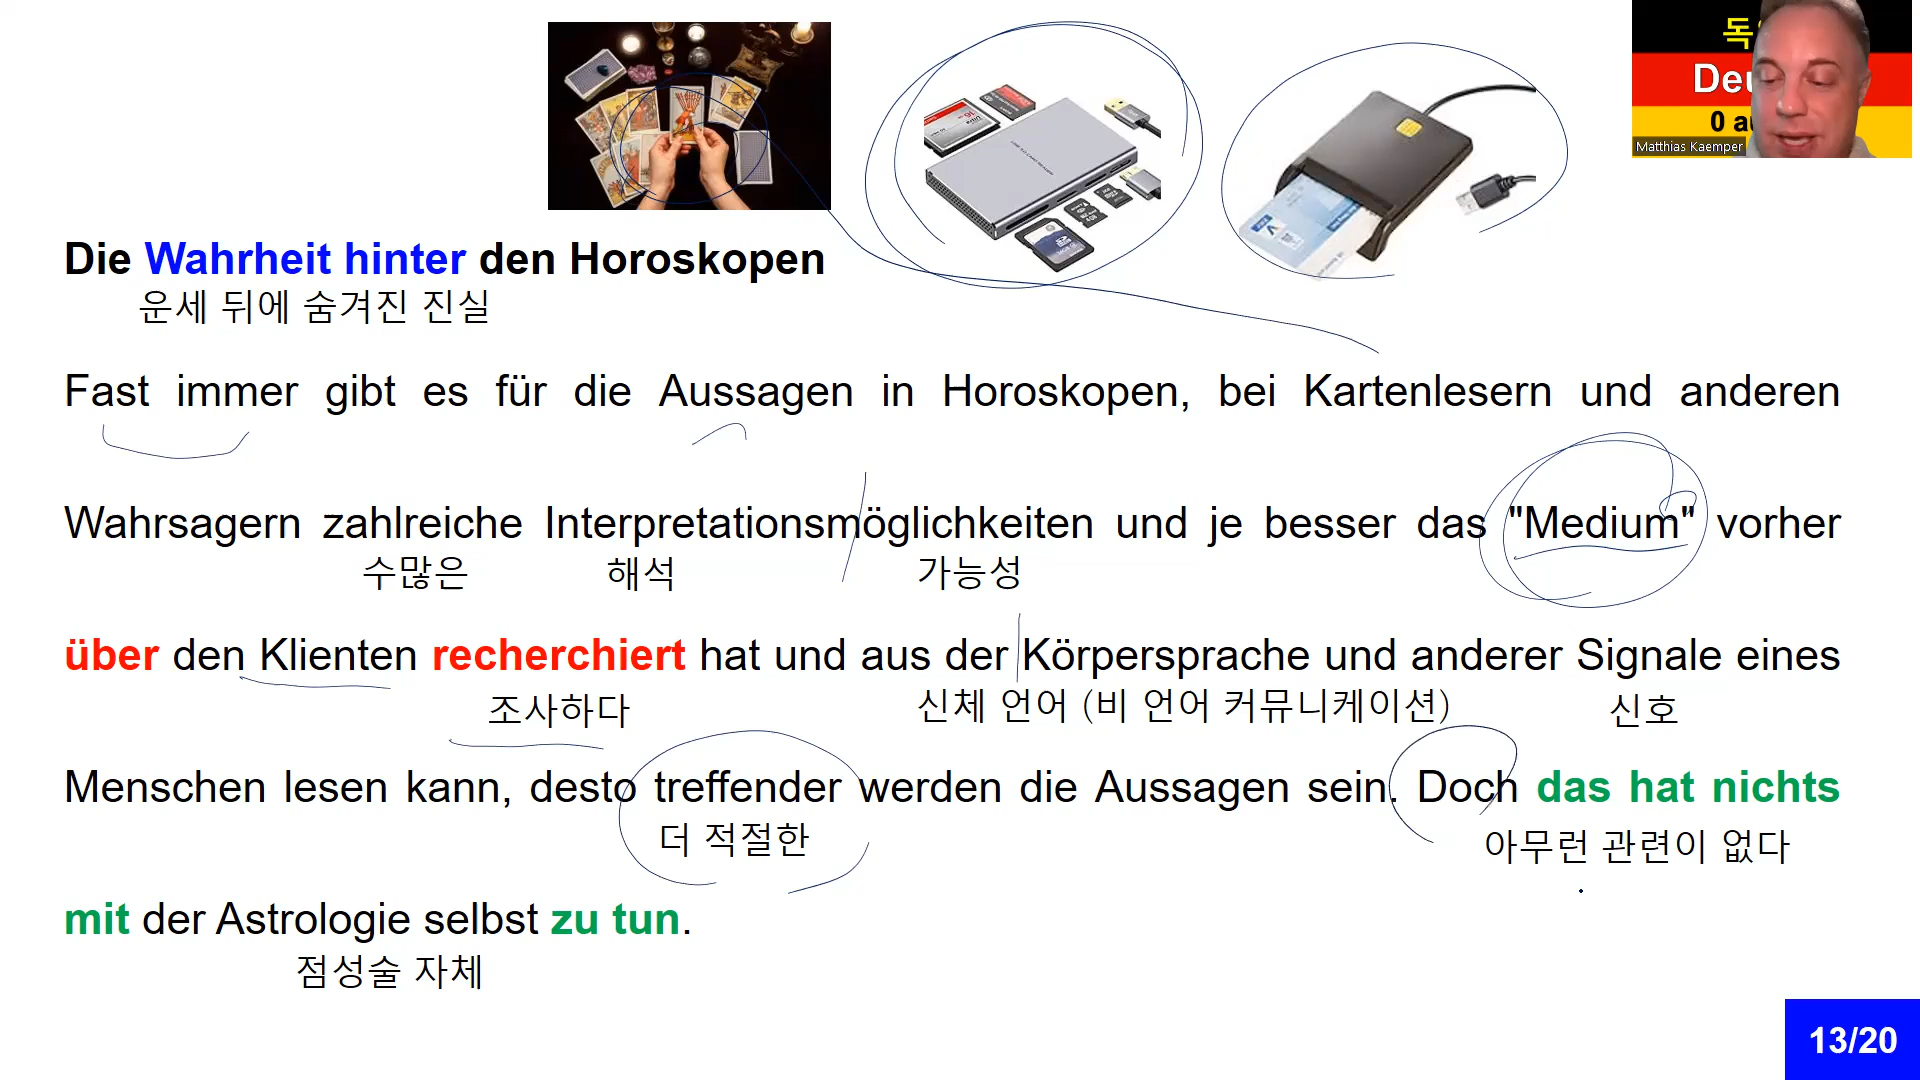 독
Deu
0 a
Matthias Kaemper
Die Wahrheit hinter den Horoskopen
운세 뒤에 숨겨진 진실
Fast immer gibt es für die Aussagen in Horoskopen, bei Kartenlesern und anderen
Wahrsagern zahlreiche Interpretationsmöglichkeiten und je besser das "Medium" vorher
수많은 해석 가능성
über den Klienten recherchiert hat und aus der Körpersprache und anderer Signale eines
조사하다 신체 언어 (비 언어 커뮤니케이션) 신호
Menschen lesen kann, desto treffender werden die Aussagen sein. Doch das hat nichts
더 적절한 아무런 관련이 없다
mit der Astrologie selbst zu tun.
점성술 자체
13/20